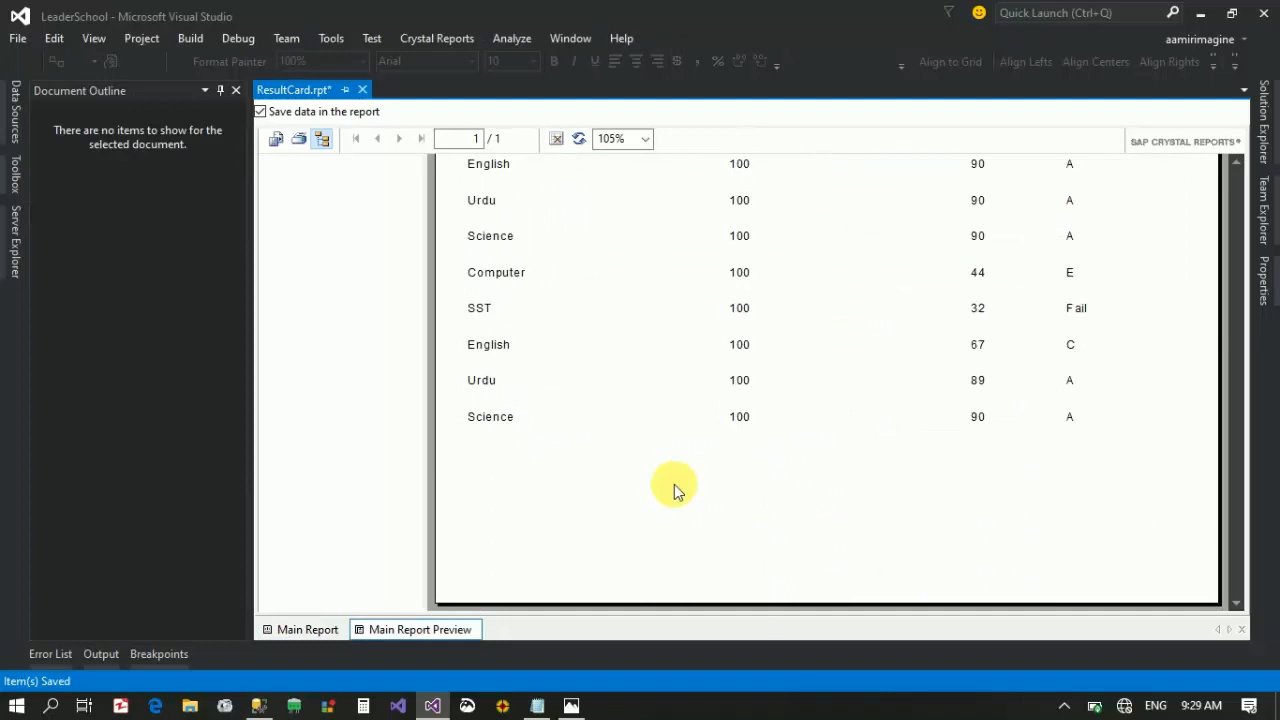 LeaderSchool - Microsoft Visual Studio
Quick Launch (Ctrl+Q)
File Edit View Project Build Debug Team Tools Test Crystal Reports Analyze Window Help
aamirimagine
Format Painter 100% Arial 10 B I U S , % Align to Grid Align Lefts Align Centers Align Rights
Document Outline
ResultCard.rpt*
Save data in the report
There are no items to show for the
selected document.
1 / 1
105%
SAP CRYSTAL REPORTS®
Data Sources
Toolbox
Server Explorer
English 100 90 A
Urdu 100 90 A
Science 100 90 A
Computer 100 44 E
SST 100 32 Fail
English 100 67 C
Urdu 100 89 A
Science 100 90 A
Solution Explorer
Team Explorer
Properties
Main Report
Main Report Preview
Error List Output Breakpoints
Item(s) Saved
ENG 9:29 AM